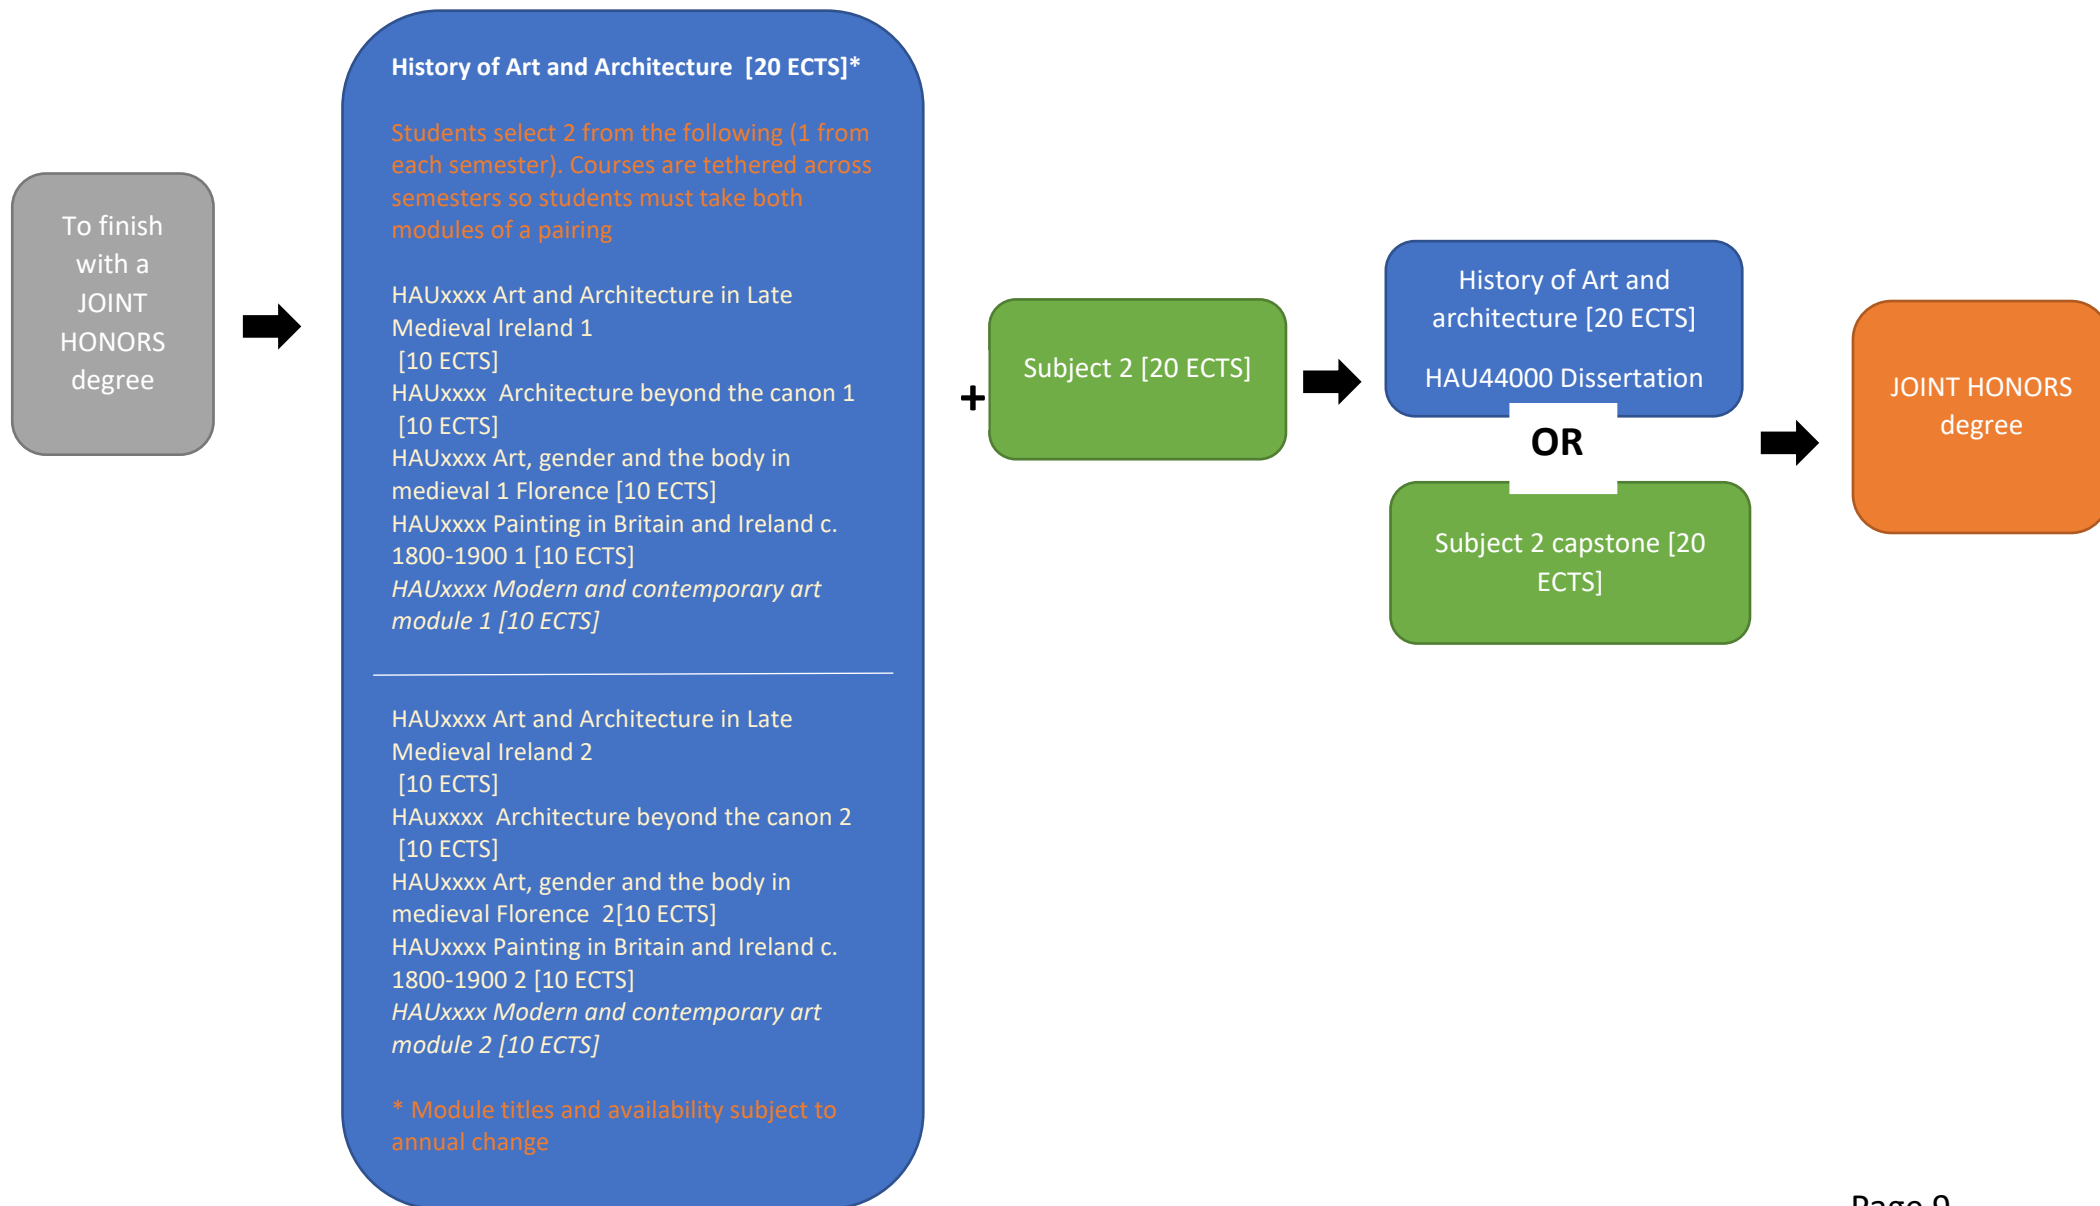 To finish
with a
JOINT
HONORS
degree
History of Art and Architecture  [20 ECTS]*
Students select 2 from the following (1 from
each semester). Courses are tethered across
semesters so students must take both
modules of a pairing
HAUxxxx Art and Architecture in Late
Medieval Ireland 1
[10 ECTS]
HAUxxxx  Architecture beyond the canon 1
[10 ECTS]
HAUxxxx Art, gender and the body in
medieval 1 Florence [10 ECTS]
HAUxxxx Painting in Britain and Ireland c.
1800-1900 1 [10 ECTS]
HAUxxxx Modern and contemporary art
module 1 [10 ECTS]
HAUxxxx Art and Architecture in Late
Medieval Ireland 2
[10 ECTS]
HAuxxxx  Architecture beyond the canon 2
[10 ECTS]
HAUxxxx Art, gender and the body in
medieval Florence  2[10 ECTS]
HAUxxxx Painting in Britain and Ireland c.
1800-1900 2 [10 ECTS]
HAUxxxx Modern and contemporary art
module 2 [10 ECTS]
* Module titles and availability subject to
annual change
+
Subject 2 [20 ECTS]
History of Art and
architecture [20 ECTS]
HAU44000 Dissertation
OR
Subject 2 capstone [20
ECTS]
JOINT HONORS
degree
Page 9